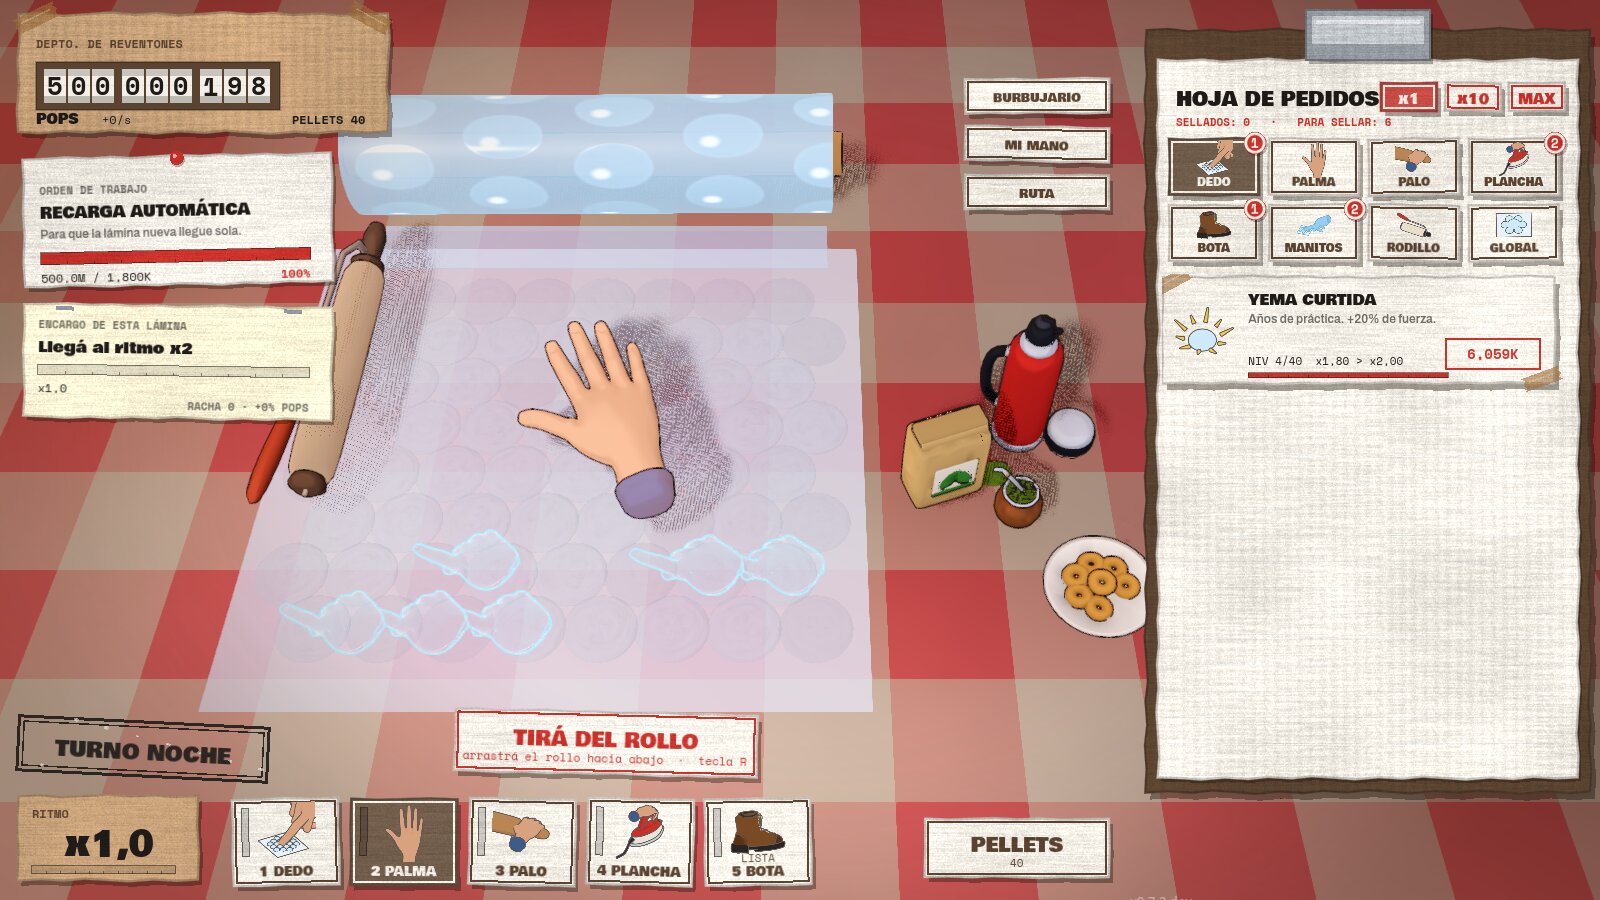 DEPTO. DE REVENTONES
500 000 198
POPS +0/s PELLETS 40
ORDEN DE TRABAJO
RECARGA AUTOMÁTICA
Para que la lámina nueva llegue sola.
500.0M / 1.800K 100%
ENCARGO DE ESTA LÁMINA
Llegá al ritmo x2
x1,0
RACHA 0 · +0% POPS
BURBUJARIO
MI MANO
RUTA
HOJA DE PEDIDOS x1 x10 MAX
SELLADOS: 0 · PARA SELLAR: 6
1 2
DEDO PALMA PALO PLANCHA
1 2
BOTA MANITOS RODILLO GLOBAL
YEMA CURTIDA
Años de práctica. +20% de fuerza.
NIV 4/40 x1,80 > x2,00 6.059K
TURNO NOCHE
TIRÁ DEL ROLLO
arrastrá el rollo hacia abajo · tecla R
RITMO
x1,0
1 DEDO 2 PALMA 3 PALO 4 PLANCHA
LISTA
5 BOTA
PELLETS
40